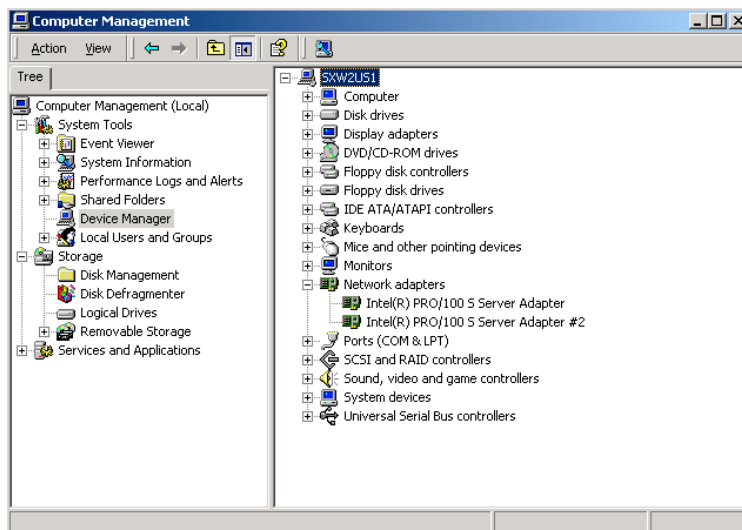 Computer Management
Action View
Tree
Computer Management (Local)
System Tools
Event Viewer
System Information
Performance Logs and Alerts
Shared Folders
Device Manager
Local Users and Groups
Storage
Disk Management
Disk Defragmenter
Logical Drives
Removable Storage
Services and Applications
SXW2US1
Computer
Disk drives
Display adapters
DVD/CD-ROM drives
Floppy disk controllers
Floppy disk drives
IDE ATA/ATAPI controllers
Keyboards
Mice and other pointing devices
Monitors
Network adapters
Intel(R) PRO/100 S Server Adapter
Intel(R) PRO/100 S Server Adapter #2
Ports (COM & LPT)
SCSI and RAID controllers
Sound, video and game controllers
System devices
Universal Serial Bus controllers